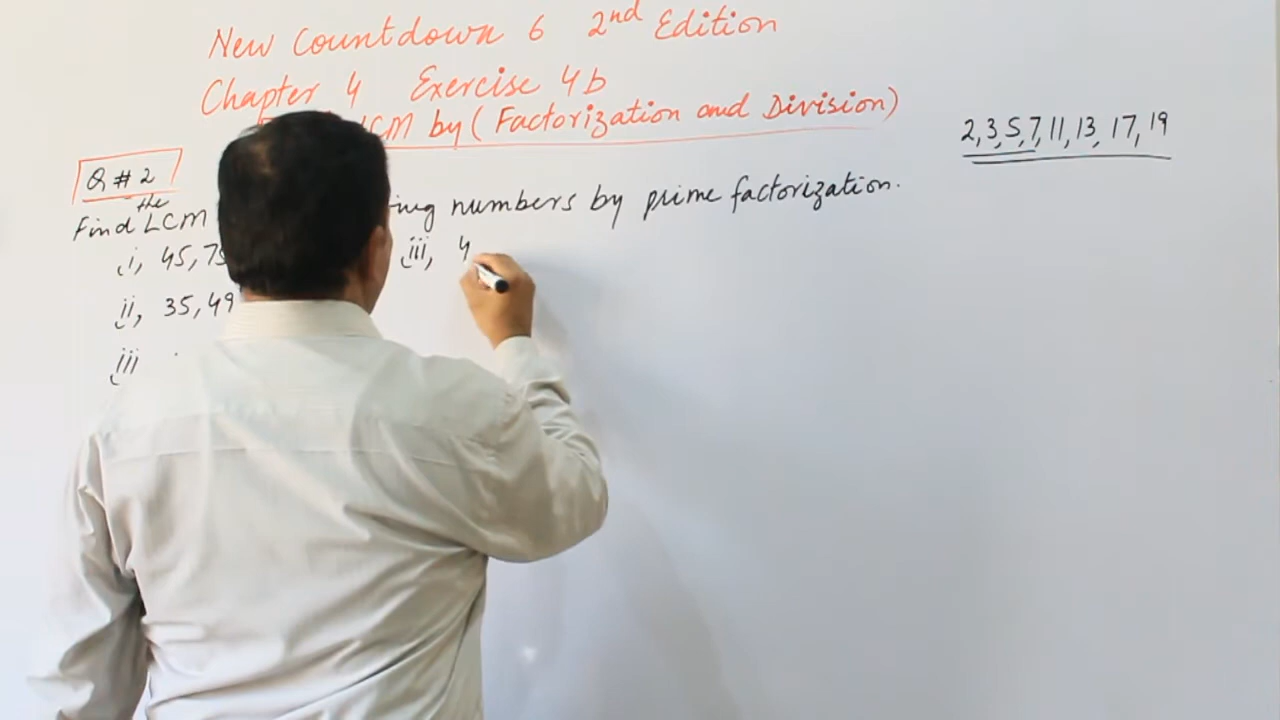 New Countdown 6 2nd Edition
Chapter 4 Exercise 4b
LCM by (Factorization and Division)
2,3,5,7,11,13, 17,19
Q # 2
Find the LCM numbers by prime factorization.
i, 45,75
iii, 4
ii, 35,49
iii